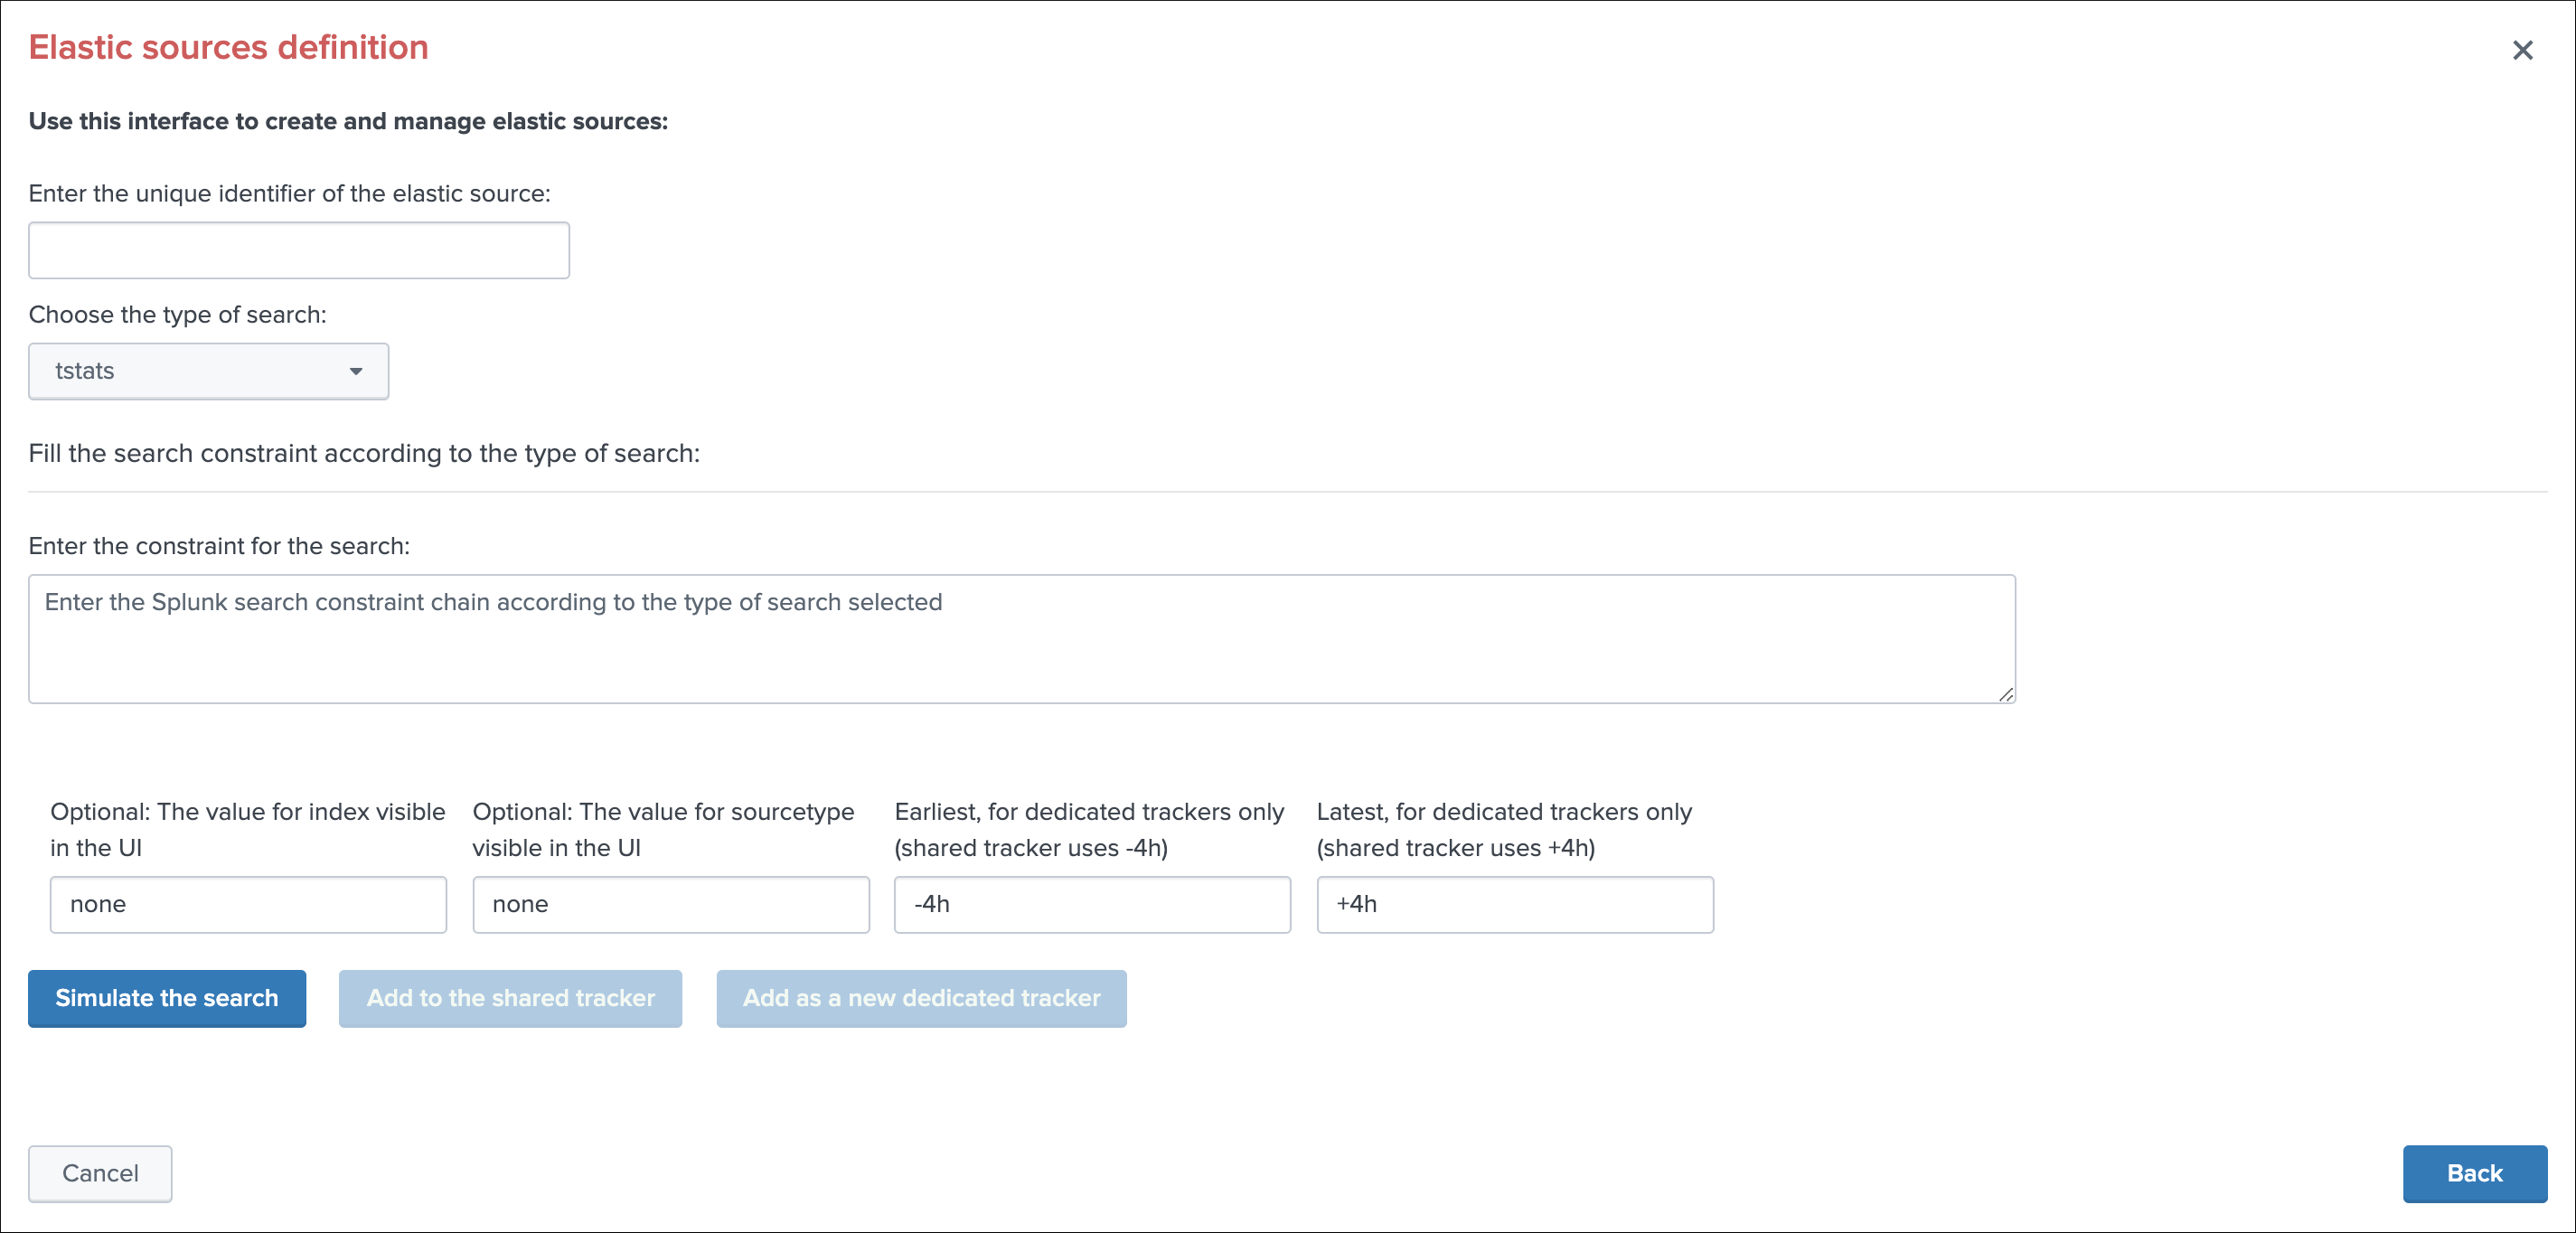 Elastic sources definition
Use this interface to create and manage elastic sources:
Enter the unique identifier of the elastic source:
Choose the type of search:
tstats
Fill the search constraint according to the type of search:
Enter the constraint for the search:
Enter the Splunk search constraint chain according to the type of search selected
Optional: The value for index visible
in the UI
none
Optional: The value for sourcetype
visible in the UI
none
Earliest, for dedicated trackers only
(shared tracker uses -4h)
-4h
Latest, for dedicated trackers only
(shared tracker uses +4h)
+4h
Simulate the search
Add to the shared tracker
Add as a new dedicated tracker
Cancel
Back